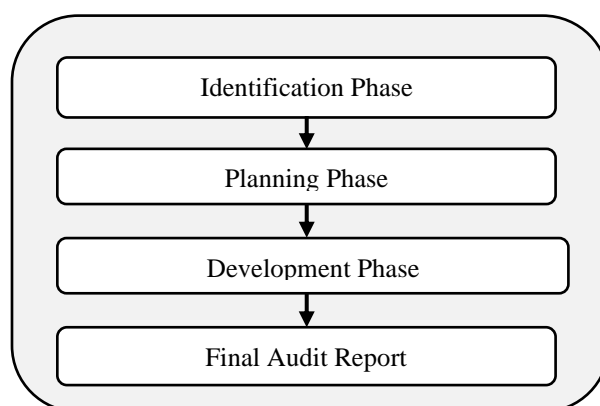 Identification Phase
Planning Phase
Development Phase
Final Audit Report